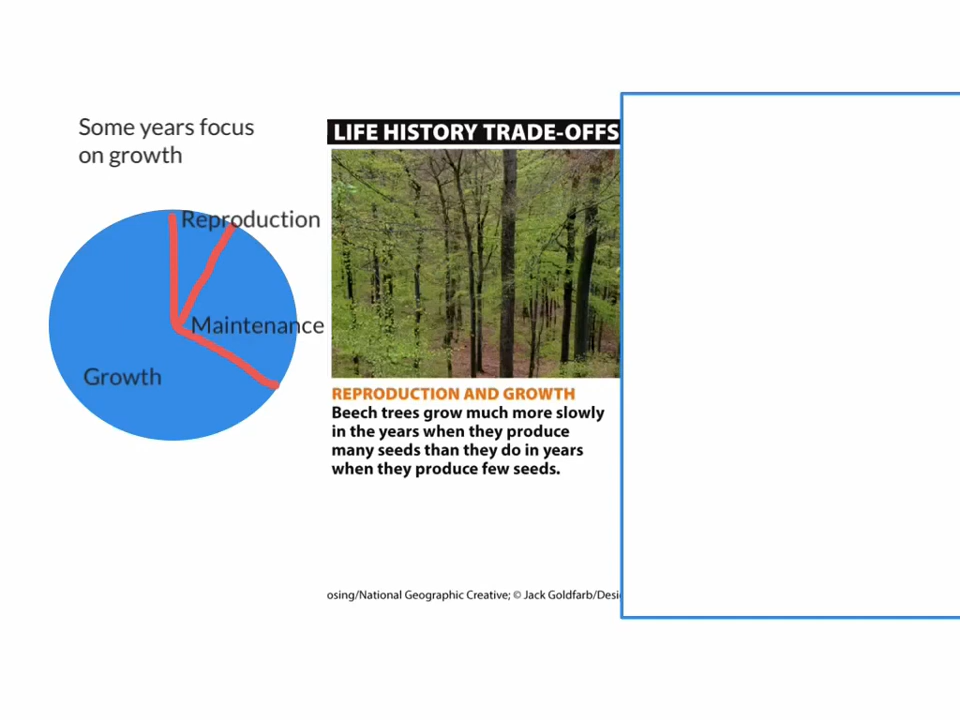 Some years focus
on growth
Reproduction
Maintenance
Growth
LIFE HISTORY TRADE-OFFS
REPRODUCTION AND GROWTH
Beech trees grow much more slowly
in the years when they produce
many seeds than they do in years
when they produce few seeds.
osing/National Geographic Creative; © Jack Goldfarb/Desi